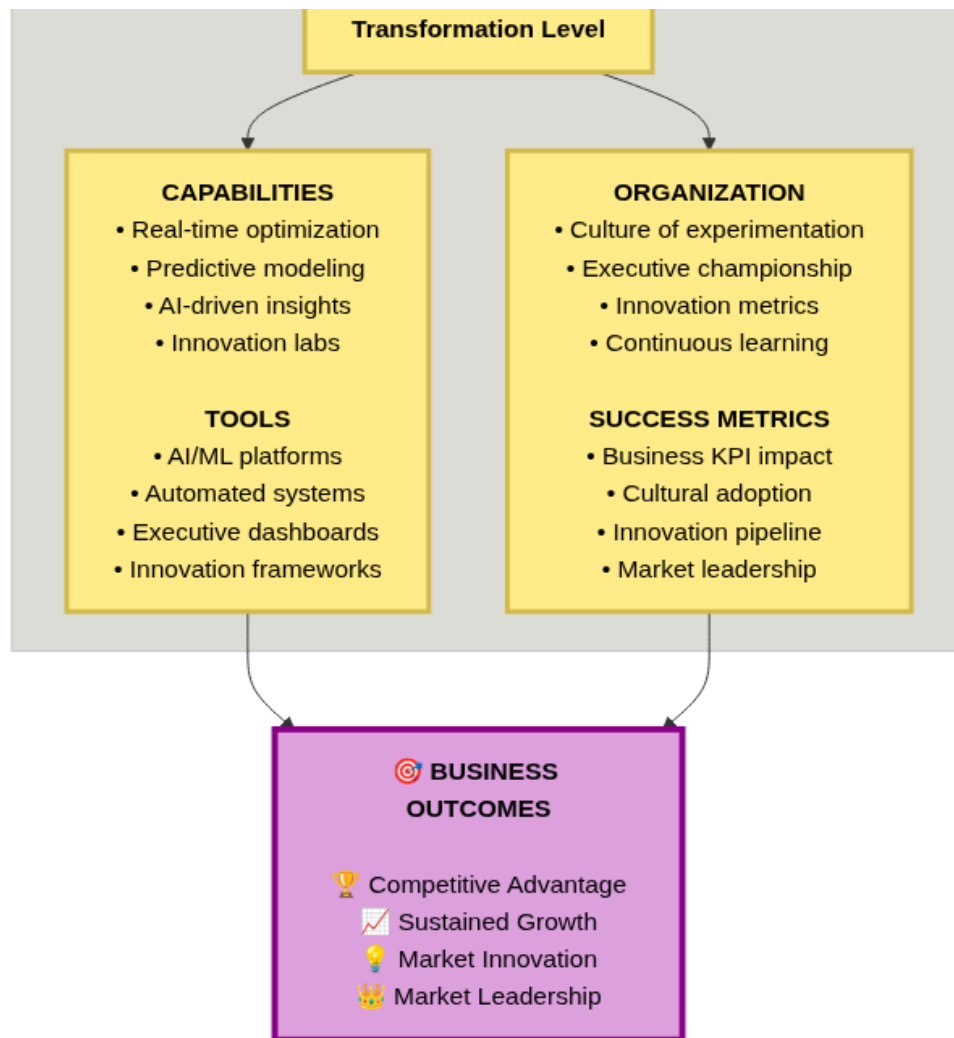 Transformation Level
CAPABILITIES
• Real-time optimization
• Predictive modeling
• AI-driven insights
• Innovation labs
TOOLS
• AI/ML platforms
• Automated systems
• Executive dashboards
• Innovation frameworks
ORGANIZATION
• Culture of experimentation
• Executive championship
• Innovation metrics
• Continuous learning
SUCCESS METRICS
• Business KPI impact
• Cultural adoption
• Innovation pipeline
• Market leadership
🎯 BUSINESS
OUTCOMES
🏆 Competitive Advantage
📈 Sustained Growth
💡 Market Innovation
👑 Market Leadership